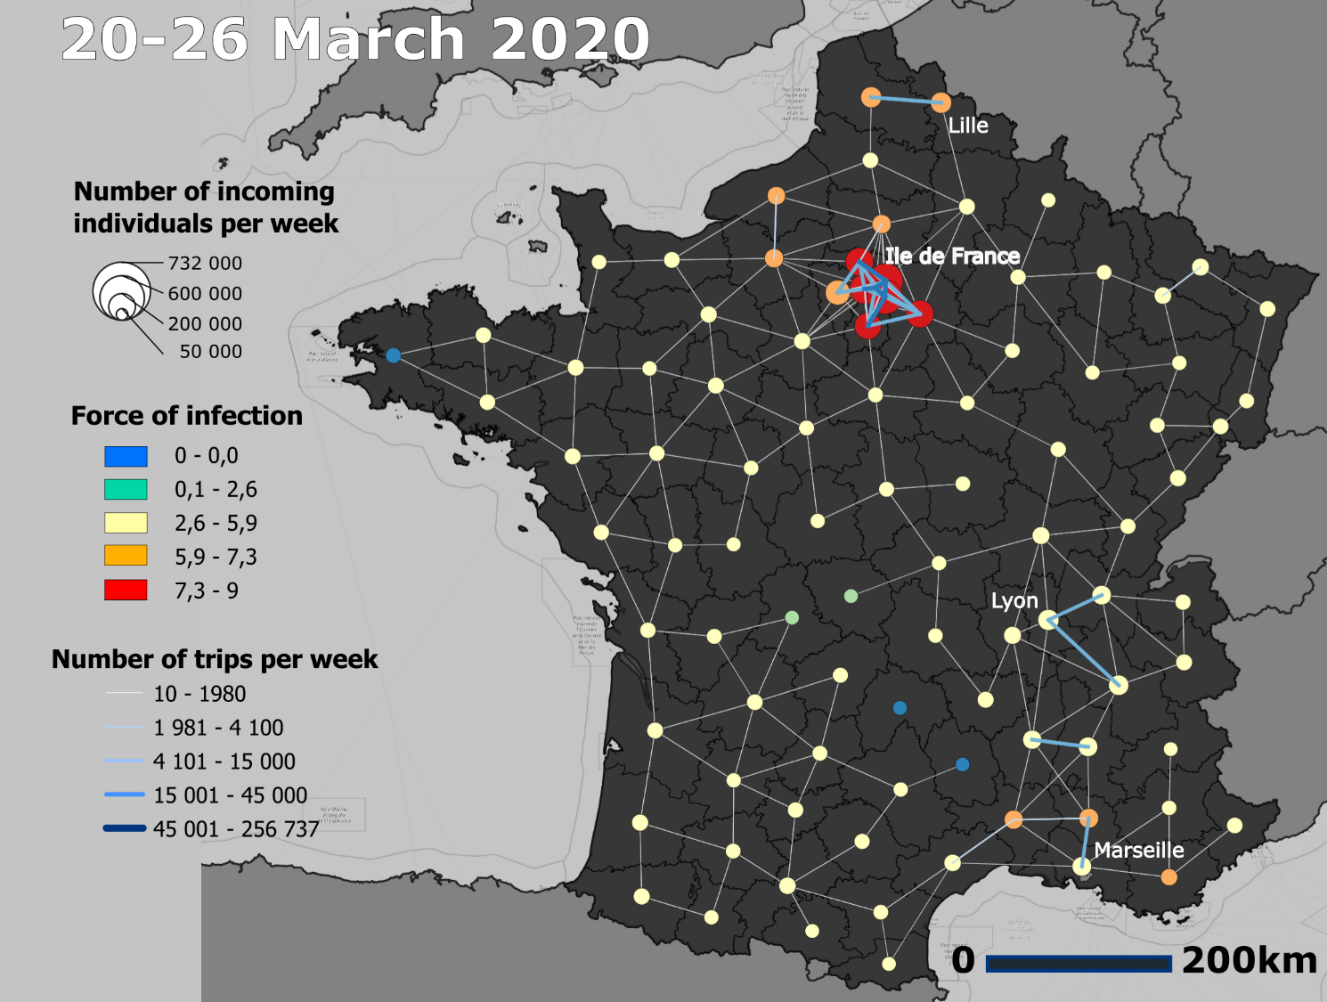 20-26 March 2020
Number of incoming
individuals per week
732 000
600 000
200 000
50 000
Force of infection
0 - 0,0
0,1 - 2,6
2,6 - 5,9
5,9 - 7,3
7,3 - 9
Number of trips per week
10 - 1980
1 981 - 4 100
4 101 - 15 000
15 001 - 45 000
45 001 - 256 737
Lille
Ile de France
Lyon
Marseille
0 200km